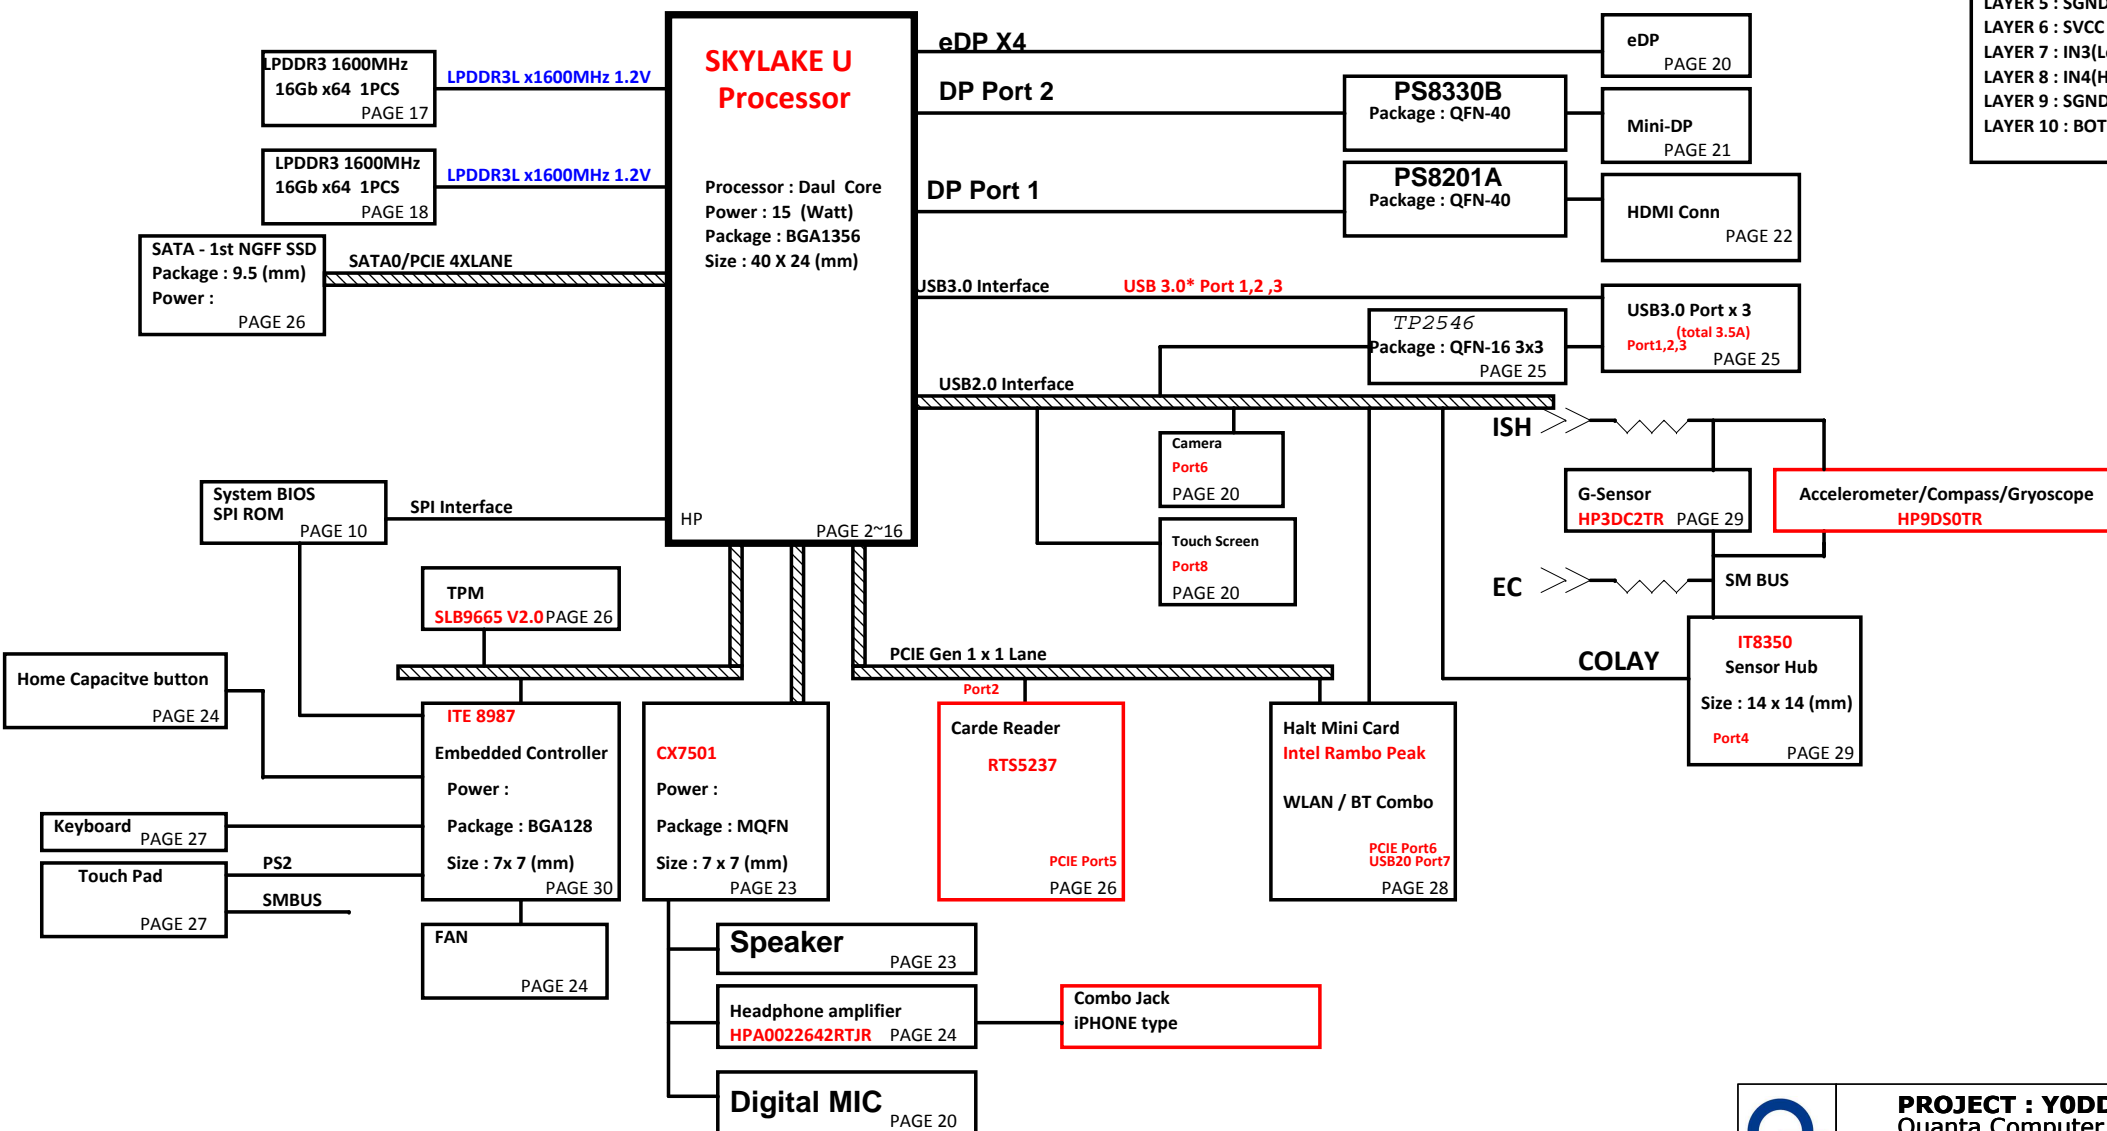 LAYER 5 : SGND
LAYER 6 : SVCC
LAYER 7 : IN3(L
LAYER 8 : IN4(H
LAYER 9 : SGND
LAYER 10 : BOT
LPDDR3 1600MHz
16Gb x64 1PCS
PAGE 17
LPDDR3L x1600MHz 1.2V
LPDDR3 1600MHz
16Gb x64 1PCS
PAGE 18
LPDDR3L x1600MHz 1.2V
SATA - 1st NGFF SSD
Package : 9.5 (mm)
Power :
PAGE 26
SATA0/PCIE 4XLANE
SKYLAKE U
Processor
Processor : Daul Core
Power : 15 (Watt)
Package : BGA1356
Size : 40 X 24 (mm)
HP
PAGE 2~16
eDP X4
eDP
PAGE 20
DP Port 2
PS8330B
Package : QFN-40
Mini-DP
PAGE 21
DP Port 1
PS8201A
Package : QFN-40
HDMI Conn
PAGE 22
USB3.0 Interface
USB 3.0* Port 1,2 ,3
USB3.0 Port x 3
(total 3.5A)
Port1,2,3
PAGE 25
TP2546
Package : QFN-16 3x3
PAGE 25
USB2.0 Interface
Camera
Port6
PAGE 20
Touch Screen
Port8
PAGE 20
ISH
G-Sensor
HP3DC2TR PAGE 29
Accelerometer/Compass/Gryoscope
HP9DS0TR
EC
SM BUS
COLAY
IT8350
Sensor Hub
Size : 14 x 14 (mm)
Port4
PAGE 29
System BIOS
SPI ROM
PAGE 10
SPI Interface
TPM
SLB9665 V2.0 PAGE 26
PCIE Gen 1 x 1 Lane
Port2
Home Capacitve button
PAGE 24
Keyboard
PAGE 27
Touch Pad
PAGE 27
PS2
SMBUS
ITE 8987
Embedded Controller
Power :
Package : BGA128
Size : 7x 7 (mm)
PAGE 30
FAN
PAGE 24
CX7501
Power :
Package : MQFN
Size : 7 x 7 (mm)
PAGE 23
Carde Reader
RTS5237
PCIE Port5
PAGE 26
Halt Mini Card
Intel Rambo Peak
WLAN / BT Combo
PCIE Port6
USB20 Port7
PAGE 28
Speaker
PAGE 23
Headphone amplifier
HPA0022642RTJR PAGE 24
Combo Jack
iPHONE type
Digital MIC
PAGE 20
PROJECT : Y0DD
Quanta Computer